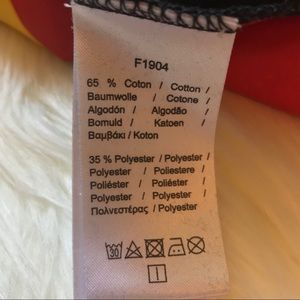 F1904
65 % Coton / Cotton /
Baumwolle / Cotone /
Algodón / Algodão /
Bomuld / Katoen /
Βαμβάκι / Koton
35 % Polyester / Polyester /
Polyester / Poliestere /
Poliéster / Poliéster /
Polyester / Polyester /
Πολυεστέρας / Polyester